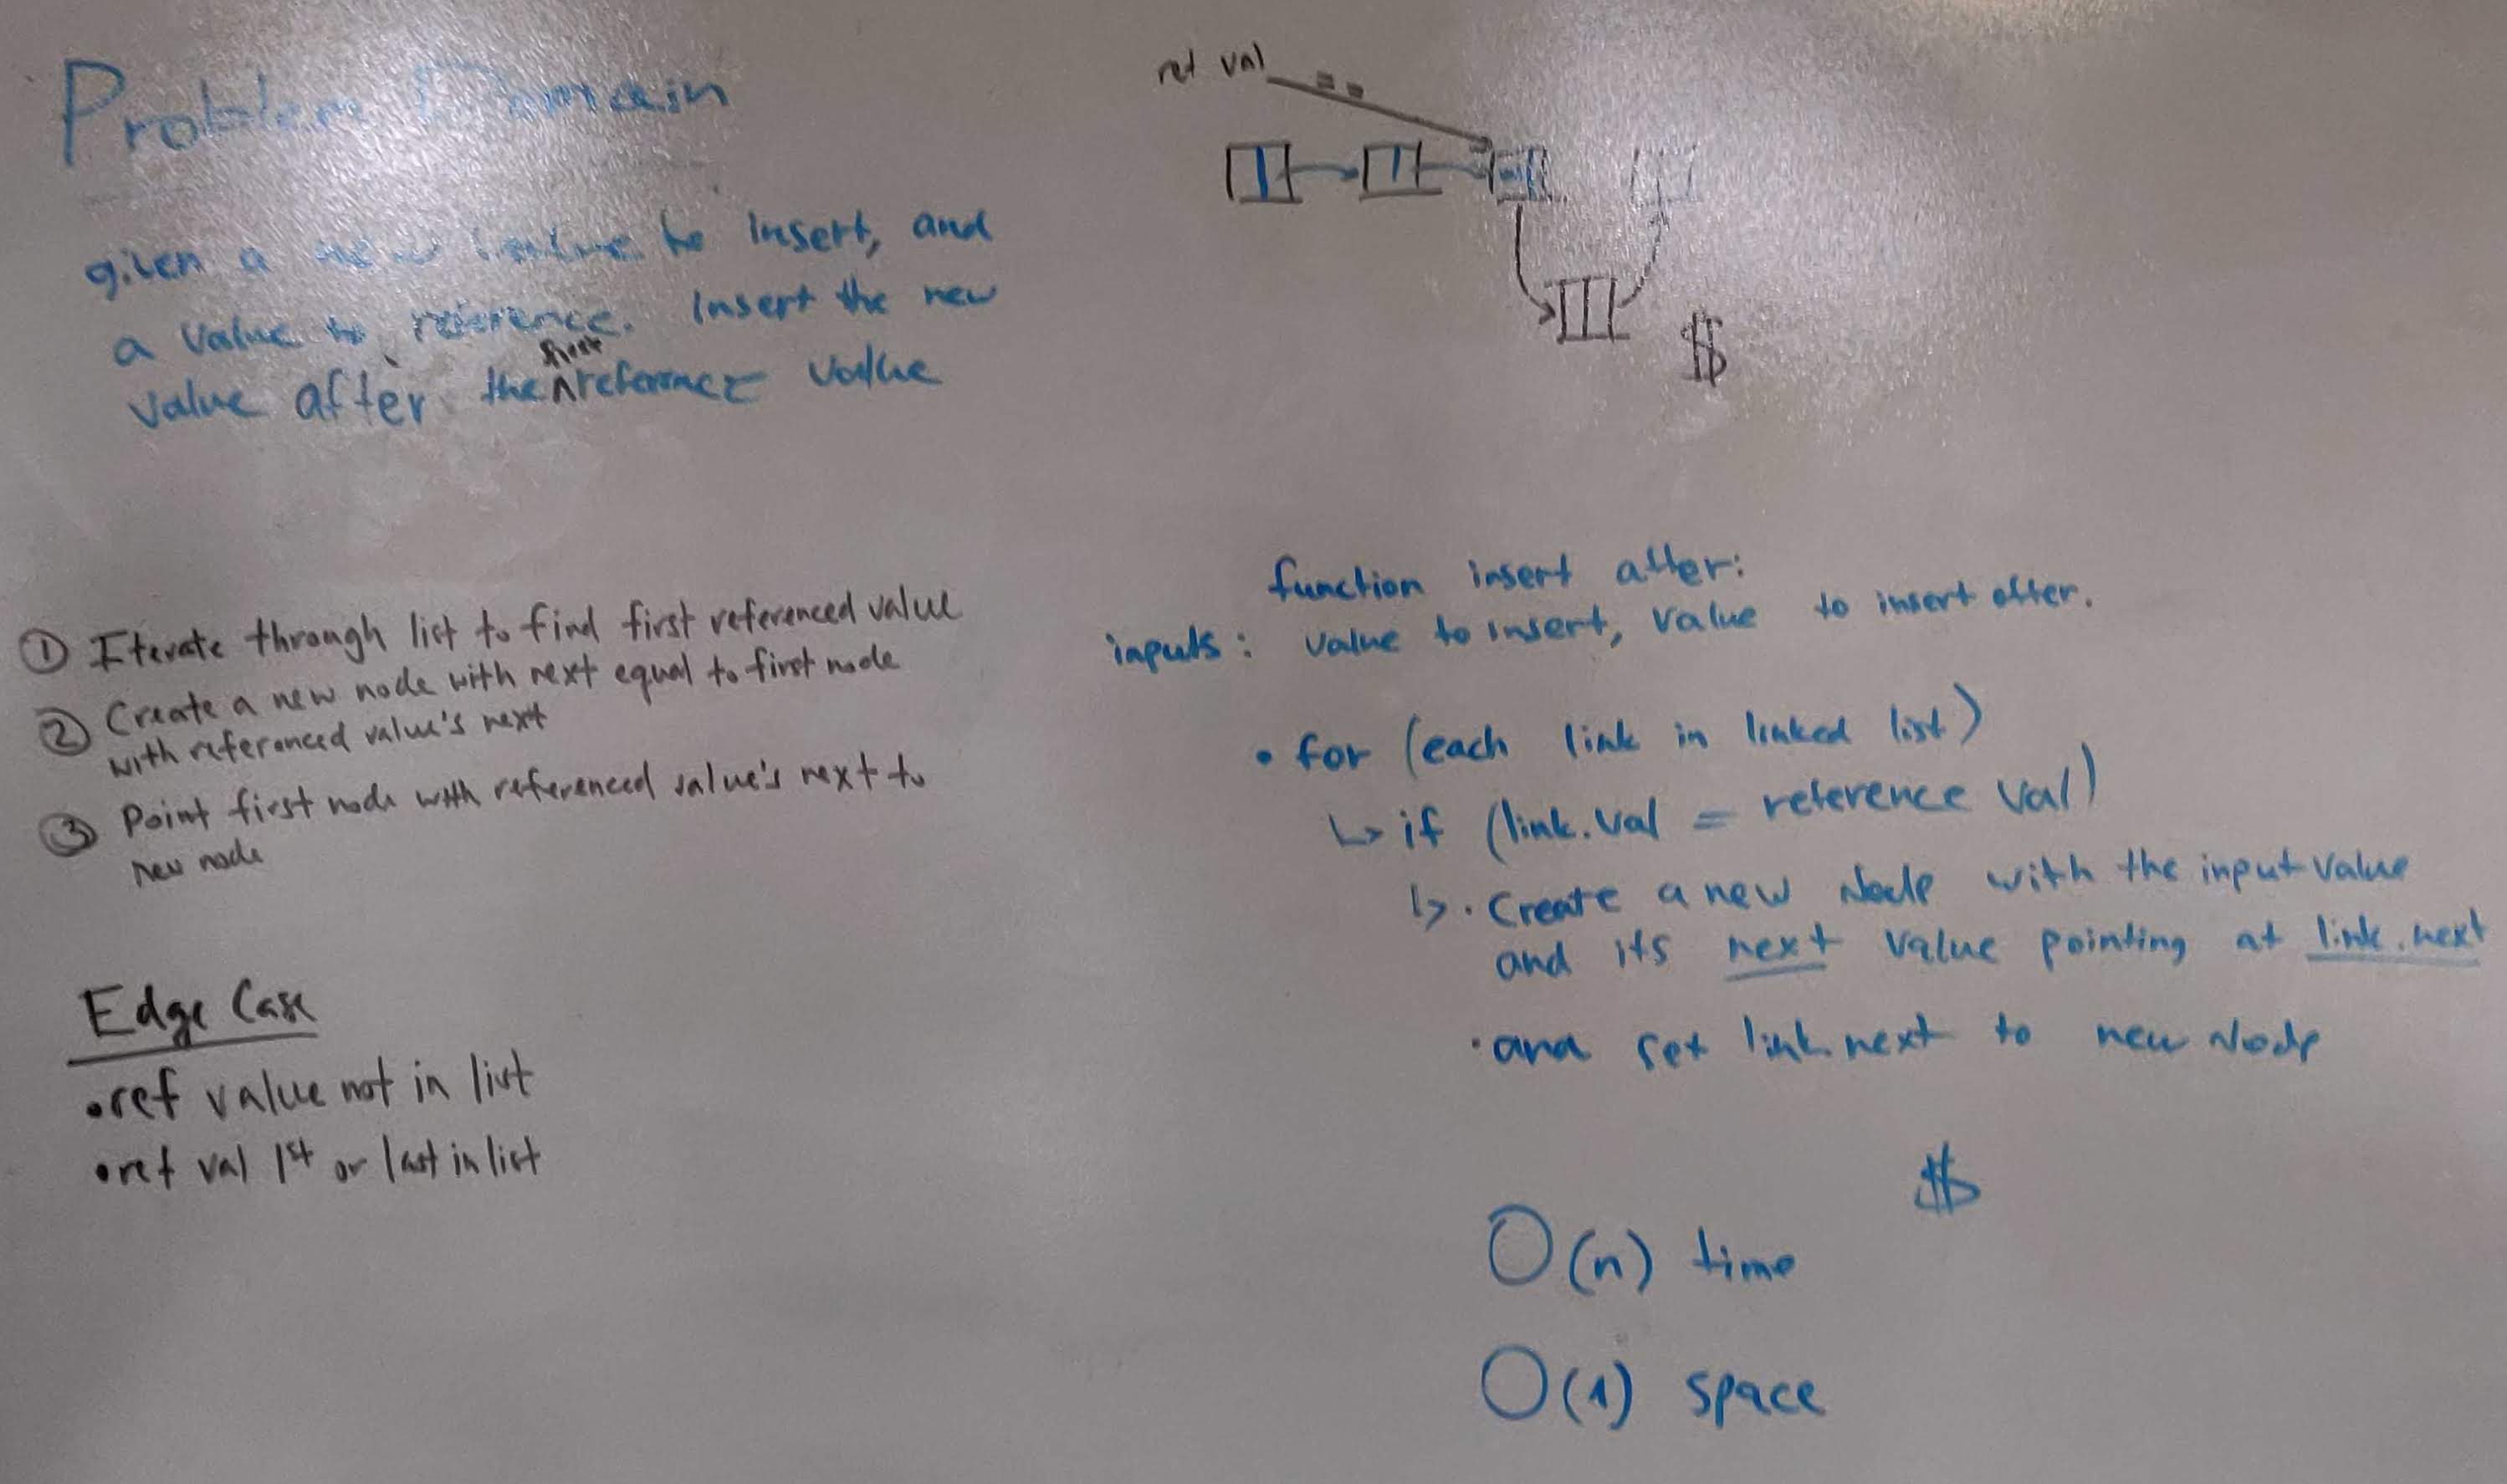 Problem Domain
given a new value to insert, and
a value to reference. Insert the new
first
value after the ^ reference value
ref val
==
$
① Iterate through list to find first referenced value
② Create a new node with next equal to first node
with referenced value's next
③ Point first node with referenced value's next to
new node
Edge Case
• ref value not in list
• ref val 1st or last in list
function insert after:
inputs: value to insert, value to insert after.
• for (each link in linked list)
↳ if (link.val = reference val)
↳ • Create a new Node with the input value
and its next value pointing at link.next
• and set link.next to new Node
$
O(n) time
O(1) space